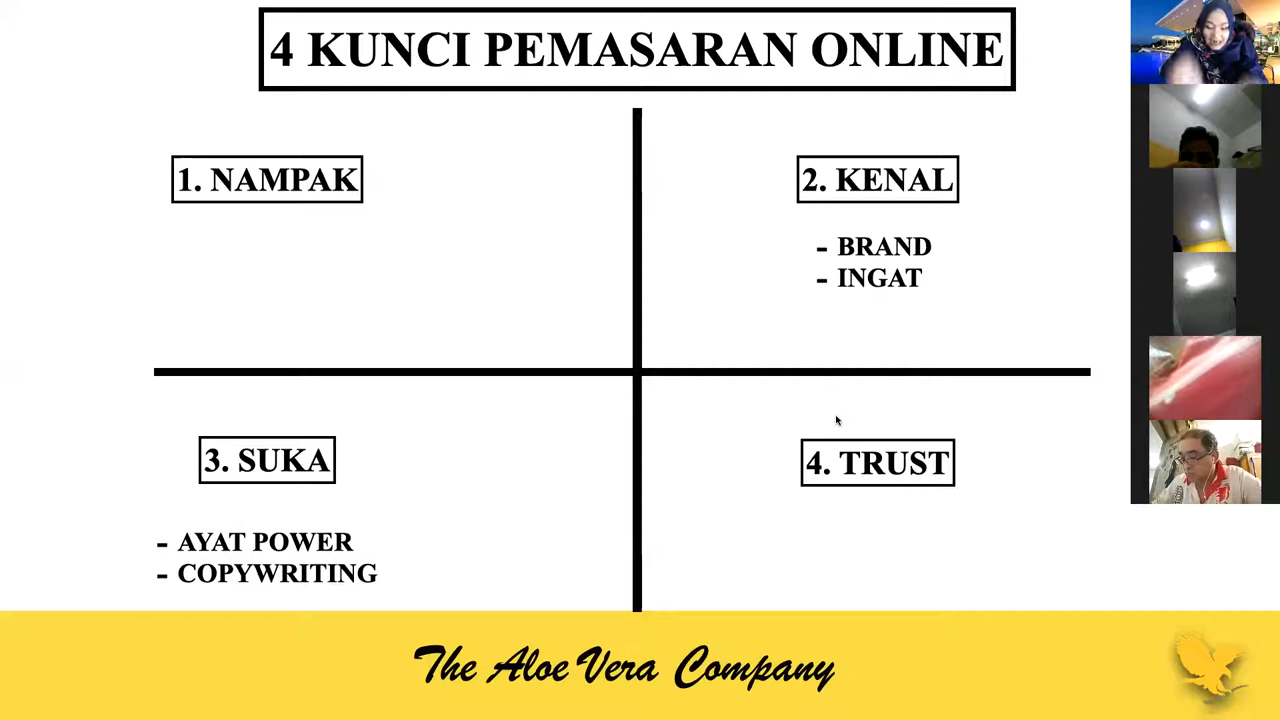 4 KUNCI PEMASARAN ONLINE
1. NAMPAK
2. KENAL
- BRAND
- INGAT
3. SUKA
- AYAT POWER
- COPYWRITING
4. TRUST
The Aloe Vera Company